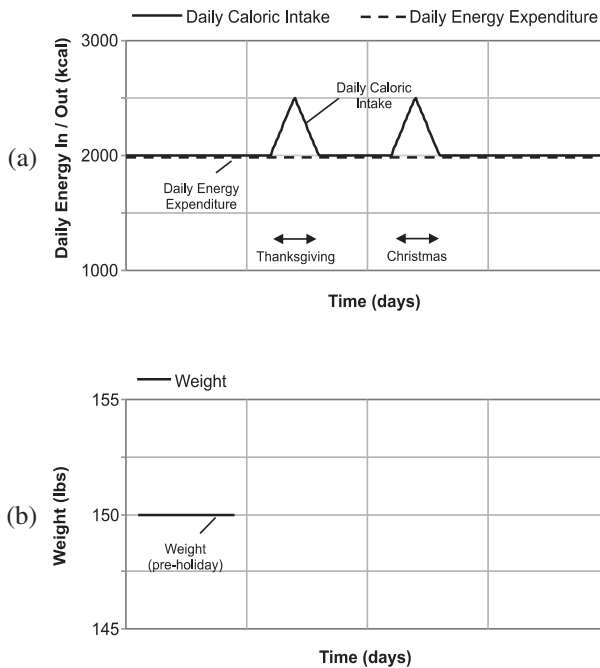 Daily Caloric Intake Daily Energy Expenditure
3000
Daily Caloric
Intake
(a)
Daily Energy In / Out (kcal)
2000
Daily Energy
Expenditure
Thanksgiving Christmas
1000
Time (days)
Weight
155
(b)
Weight (lbs)
150
Weight
(pre-holiday)
145
Time (days)